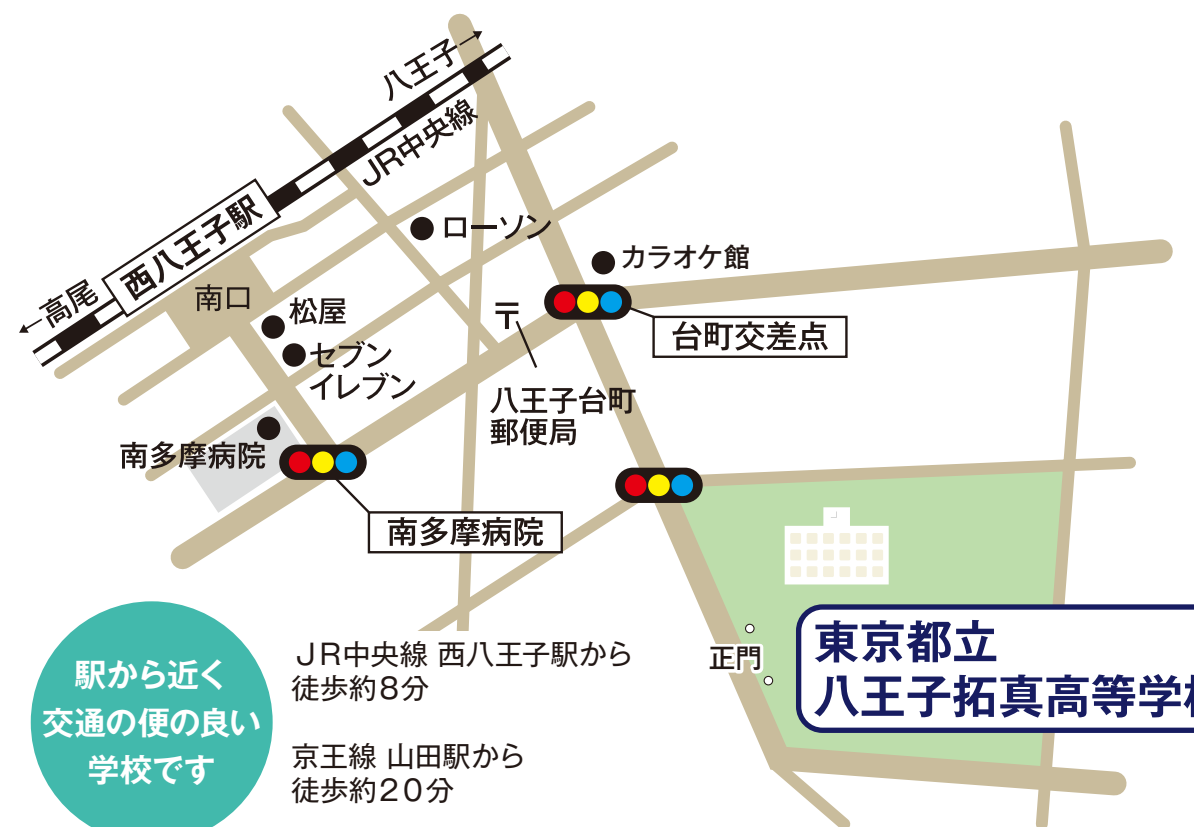 八王子→
JR中央線
西八王子駅
←高尾
南口
松屋
セブン
イレブン
ローソン
カラオケ館
〒
台町交差点
八王子台町
郵便局
南多摩病院
南多摩病院
正門
東京都立
八王子拓真高等学校
駅から近く
交通の便の良い
学校です
JR中央線 西八王子駅から
徒歩約8分
京王線 山田駅から
徒歩約20分